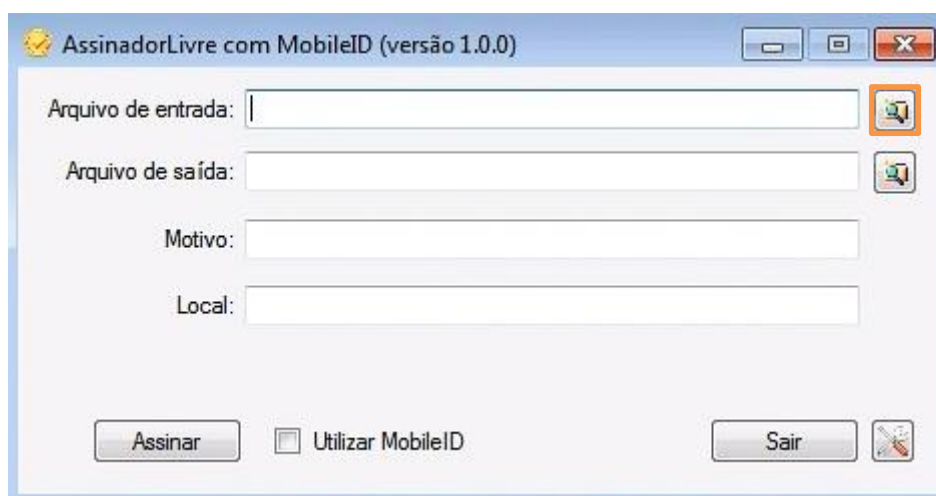 AssinadorLivre com MobileID (versão 1.0.0)
Arquivo de entrada:
Arquivo de saída:
Motivo:
Local:
Assinar Utilizar MobileID Sair